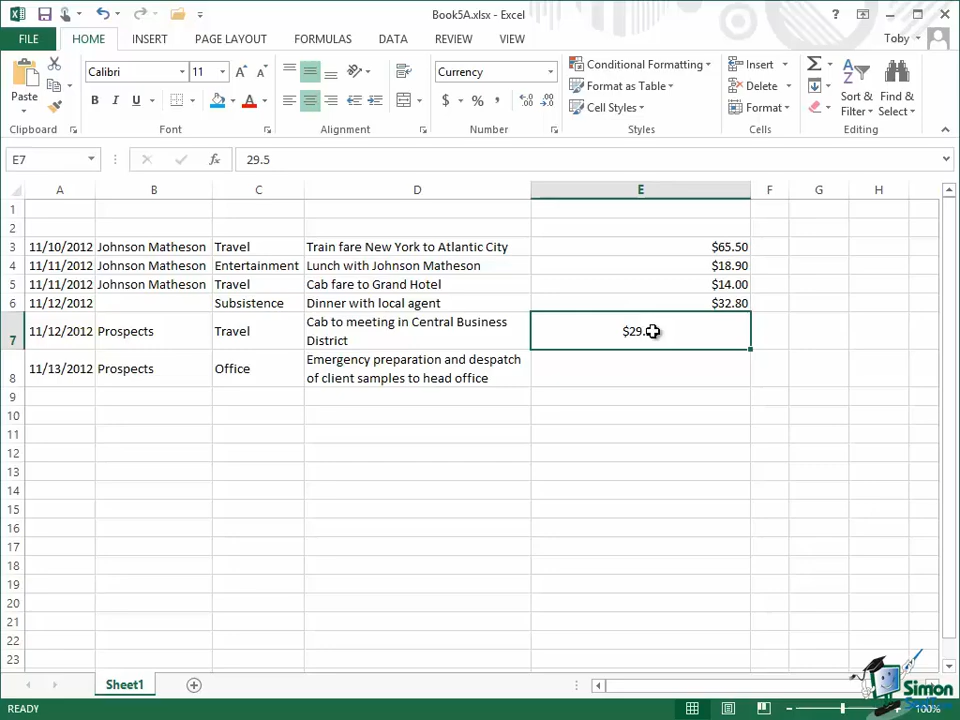 Book5A.xlsx - Excel
?
FILE HOME INSERT PAGE LAYOUT FORMULAS DATA REVIEW VIEW Toby
Paste
Calibri 11
B I U A
Currency
$ % ,
Conditional Formatting
Format as Table
Cell Styles
Insert
Delete
Format
Sort & Filter
Find & Select
Clipboard Font Alignment Number Styles Cells Editing
E7 fx 29.5
A B C D E F G H
1
2
3 11/10/2012 Johnson Matheson Travel Train fare New York to Atlantic City $65.50
4 11/11/2012 Johnson Matheson Entertainment Lunch with Johnson Matheson $18.90
5 11/11/2012 Johnson Matheson Travel Cab fare to Grand Hotel $14.00
6 11/12/2012 Subsistence Dinner with local agent $32.80
7 11/12/2012 Prospects Travel Cab to meeting in Central Business
District $29.
8 11/13/2012 Prospects Office Emergency preparation and despatch
of client samples to head office
9
10
11
12
13
14
15
16
17
18
19
20
21
22
23
Sheet1
Simon
READY 100%